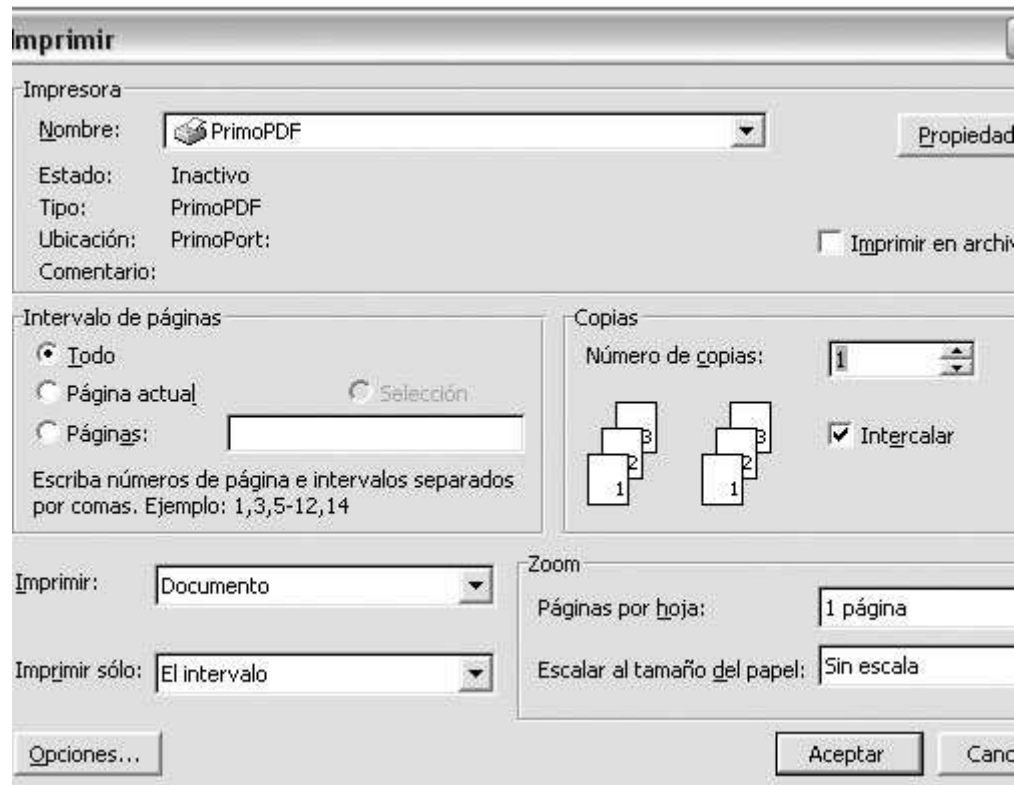 Imprimir
Impresora
Nombre: PrimoPDF
Propiedad
Estado: Inactivo
Tipo: PrimoPDF
Ubicación: PrimoPort:
Imprimir en archiv
Comentario:
Intervalo de páginas
Todo
Página actual
Selección
Páginas:
Escriba números de página e intervalos separados
por comas. Ejemplo: 1,3,5-12,14
Copias
Número de copias: 1
3 3
2 2
1 1
Intercalar
Imprimir: Documento
Imprimir sólo: El intervalo
Zoom
Páginas por hoja: 1 página
Escalar al tamaño del papel: Sin escala
Opciones...
Aceptar
Canc